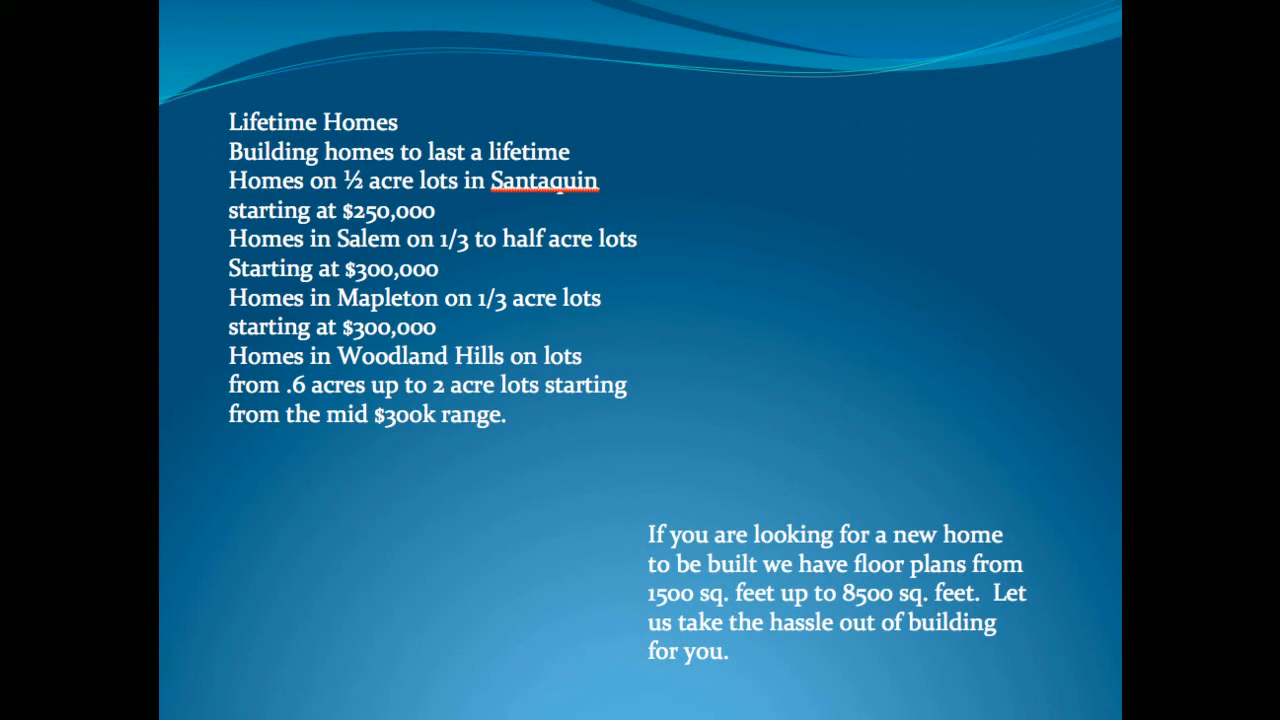 Lifetime Homes
Building homes to last a lifetime
Homes on ½ acre lots in Santaquin
starting at $250,000
Homes in Salem on 1/3 to half acre lots
Starting at $300,000
Homes in Mapleton on 1/3 acre lots
starting at $300,000
Homes in Woodland Hills on lots
from .6 acres up to 2 acre lots starting
from the mid $300k range.
If you are looking for a new home
to be built we have floor plans from
1500 sq. feet up to 8500 sq. feet.  Let
us take the hassle out of building
for you.